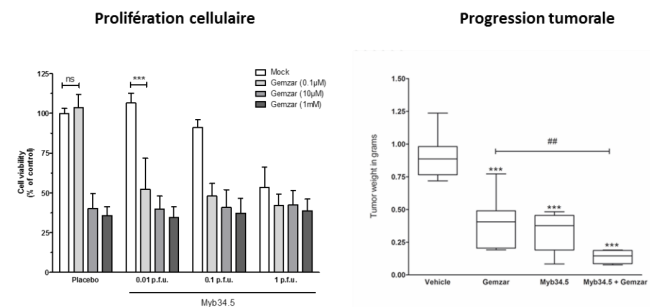 Prolifération cellulaire
Progression tumorale
Cell viability
(% of control)
125
100
75
50
25
0
ns
***
Mock
Gemzar (0.1µM)
Gemzar (10µM)
Gemzar (1mM)
Placebo
0.01 p.f.u.
0.1 p.f.u.
1 p.f.u.
Myb34.5
Tumor weight in grams
1.50
1.25
1.00
0.75
0.50
0.25
0.00
##
***
***
***
Vehicle
Gemzar
Myb34.5
Myb34.5 + Gemzar